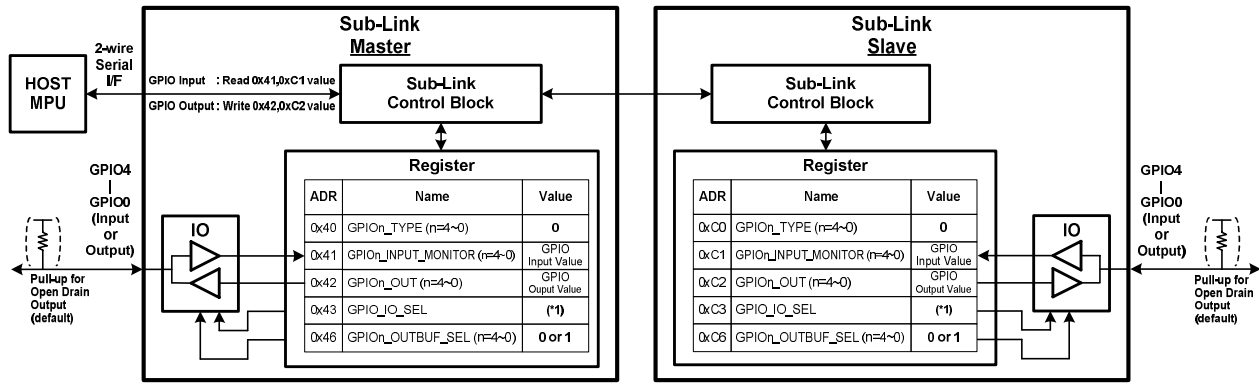 Sub-Link
Master
Sub-Link
Slave
HOST
MPU
2-wire
Serial
I/F
GPIO Input : Read 0x41,0xC1 value
GPIO Output : Write 0x42,0xC2 value
Sub-Link
Control Block
Sub-Link
Control Block
GPIO4
|
GPIO0
(Input
or
Output)
Pull-up for
Open Drain
Output
(default)
IO
Register
ADR Name Value
0x40 GPIOn_TYPE (n=4~0) 0
0x41 GPIOn_INPUT_MONITOR (n=4~0) GPIO Input Value
0x42 GPIOn_OUT (n=4~0) GPIO Ouput Value
0x43 GPIO_IO_SEL (*1)
0x46 GPIOn_OUTBUF_SEL (n=4~0) 0 or 1
Register
ADR Name Value
0xC0 GPIOn_TYPE (n=4~0) 0
0xC1 GPIOn_INPUT_MONITOR (n=4~0) GPIO Input Value
0xC2 GPIOn_OUT (n=4~0) GPIO Output Value
0xC3 GPIO_IO_SEL (*1)
0xC6 GPIOn_OUTBUF_SEL (n=4~0) 0 or 1
IO
GPIO4
|
GPIO0
(Input
or
Output)
Pull-up for
Open Drain
Output
(default)